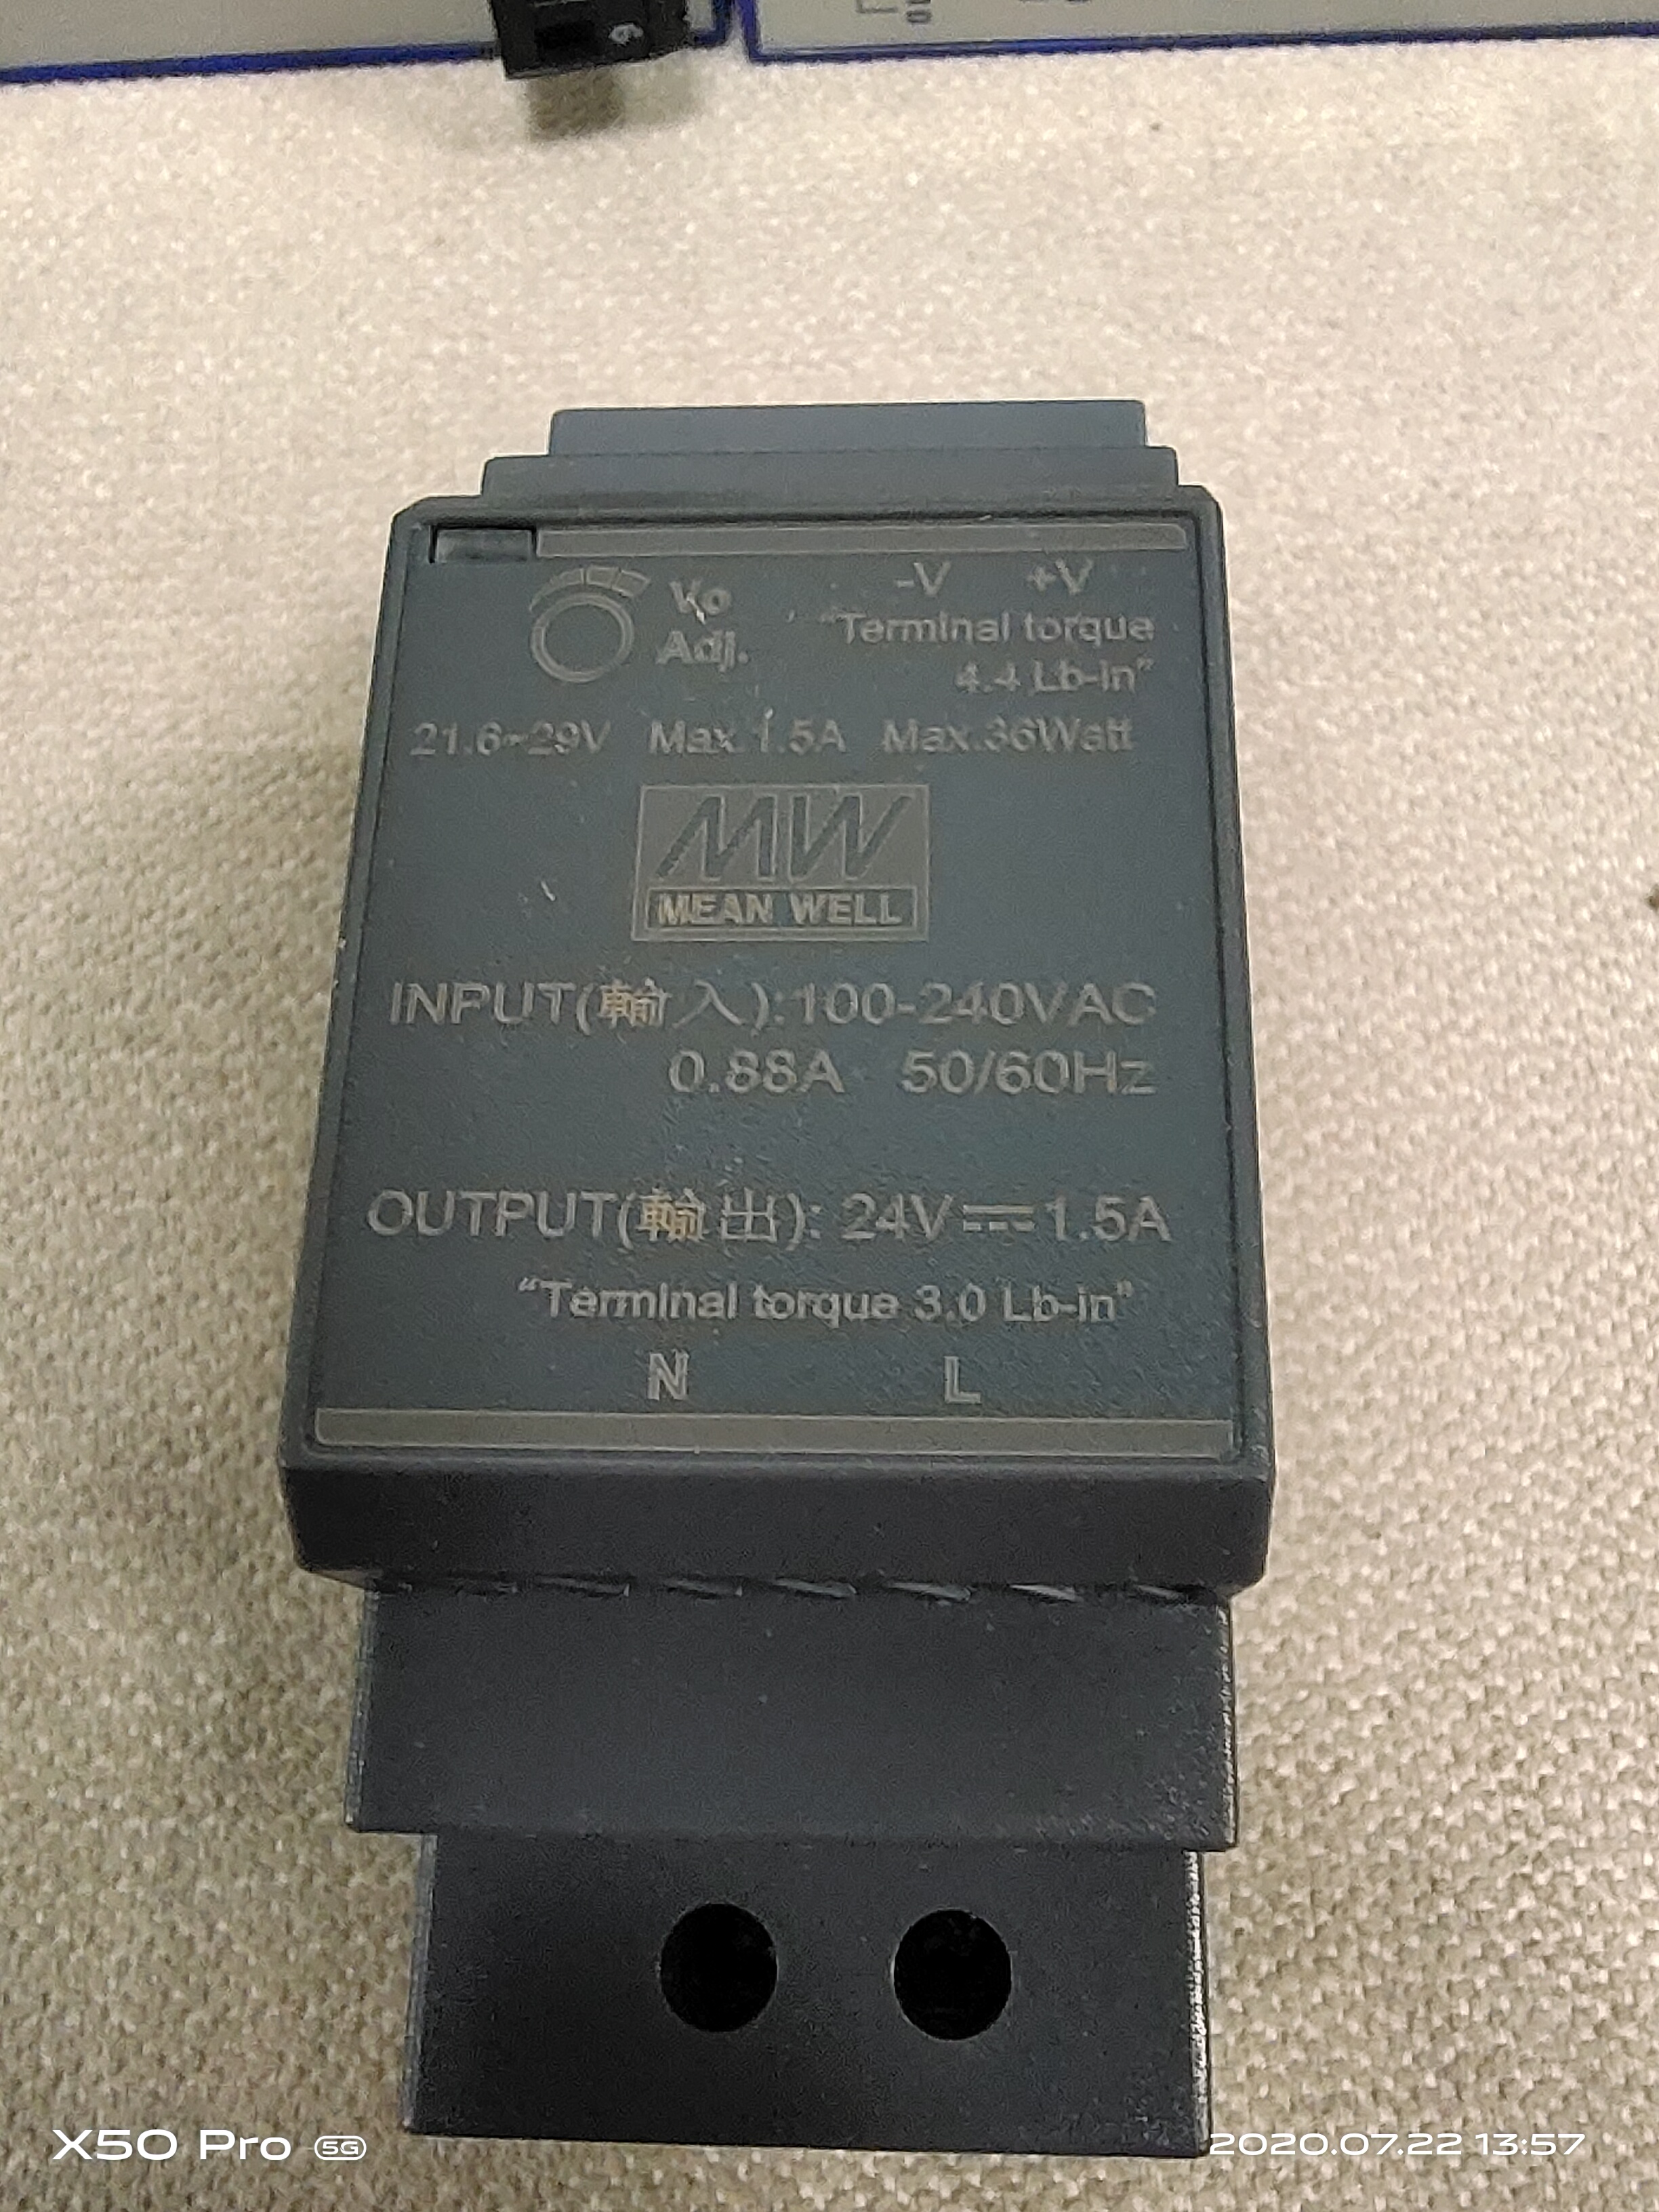 Vo -V +V
Adj. "Terminal torque
4.4 Lb-in"
21.6~29V Max.1.5A Max.36Watt
MW
MEAN WELL
INPUT(輸入):100-240VAC
0.88A 50/60Hz
OUTPUT(輸出): 24V⎓1.5A
"Terminal torque 3.0 Lb-in"
N L
X50 Pro 5G 2020.07.22 13:57